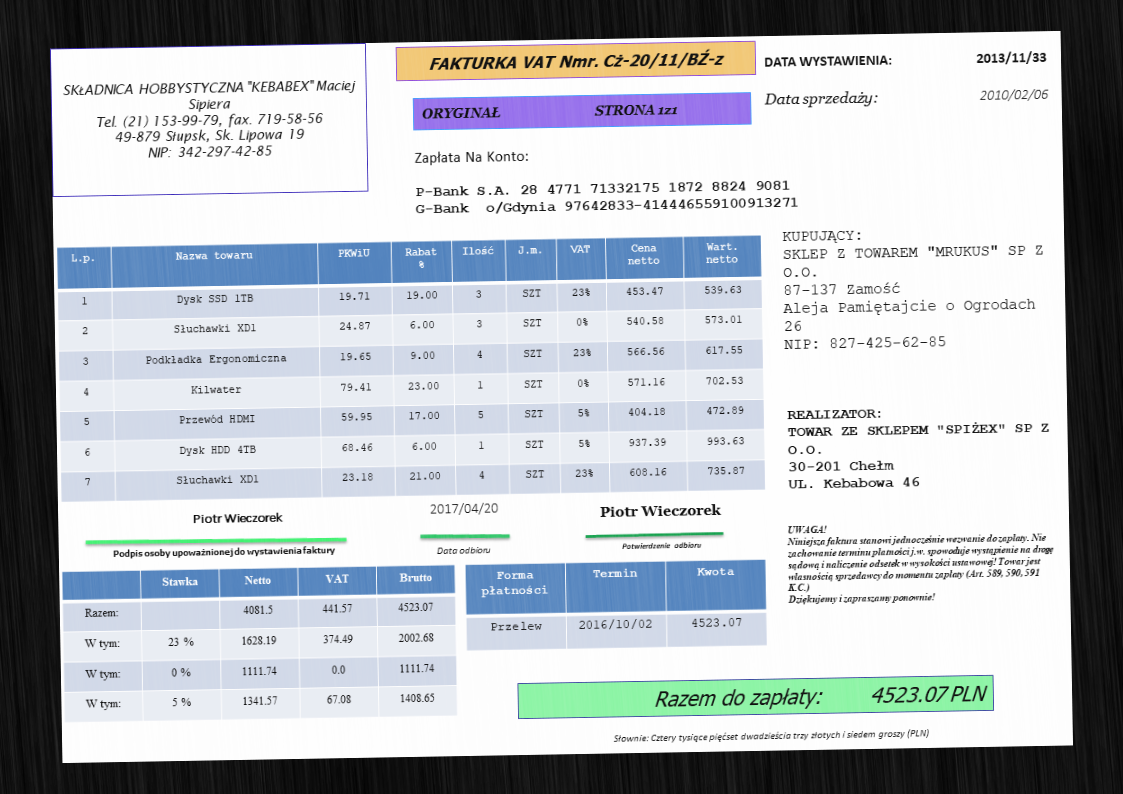 SKŁADNICA HOBBYSTYCZNA "KEBABEX" Maciej
Sipiera
Tel. (21) 153-99-79, fax. 719-58-56
49-879 Słupsk, Sk. Lipowa 19
NIP: 342-297-42-85
FAKTURKA VAT Nmr. Cż-20/11/BŹ-z
ORYGINAŁ STRONA 1z1
DATA WYSTAWIENIA: 2013/11/33
Data sprzedaży: 2010/02/06
Zapłata Na Konto:
P-Bank S.A. 28 4771 71332175 1872 8824 9081
G-Bank o/Gdynia 97642833-414446559100913271
KUPUJĄCY:
SKLEP Z TOWAREM "MRUKUS" SP Z
O.O.
87-137 Zamość
Aleja Pamiętajcie o Ogrodach
26
NIP: 827-425-62-85
L.p. Nazwa towaru PKWiU Rabat % Ilość J.m. VAT Cena netto Wart. netto
1 Dysk SSD 1TB 19.71 19.00 3 SZT 23% 453.47 539.63
2 Słuchawki XD1 24.87 6.00 3 SZT 0% 540.58 573.01
3 Podkładka Ergonomiczna 19.65 9.00 4 SZT 23% 566.56 617.55
4 Kilwater 79.41 23.00 1 SZT 0% 571.16 702.53
5 Przewód HDMI 59.95 17.00 5 SZT 5% 404.18 472.89
6 Dysk HDD 4TB 68.46 6.00 1 SZT 5% 937.39 993.63
7 Słuchawki XD1 23.18 21.00 4 SZT 23% 608.16 735.87
REALIZATOR:
TOWAR ZE SKLEPEM "SPIŻEX" SP Z
O.O.
30-201 Chełm
UL. Kebabowa 46
Piotr Wieczorek
Podpis osoby upoważnionej do wystawienia faktury
2017/04/20
Data odbioru
Piotr Wieczorek
Potwierdzenie odbioru
UWAGA!
Niniejsza faktura stanowi jednocześnie wezwanie do zapłaty. Nie
zachowanie terminu płatności j.w. spowoduje wystąpienie na drogę
sądową i naliczenie odsetek w wysokości ustawowej! Towar jest
własnością sprzedawcy do momentu zapłaty (Art. 589, 590, 591
K.C.)
Dziękujemy i zapraszamy ponownie!
Stawka Netto VAT Brutto
Razem: 4081.5 441.57 4523.07
W tym: 23 % 1628.19 374.49 2002.68
W tym: 0 % 1111.74 0.0 1111.74
W tym: 5 % 1341.57 67.08 1408.65
Forma płatności Termin Kwota
Przelew 2016/10/02 4523.07
Razem do zapłaty: 4523.07 PLN
Słownie: Cztery tysiące pięćset dwadzieścia trzy złotych i siedem groszy (PLN)